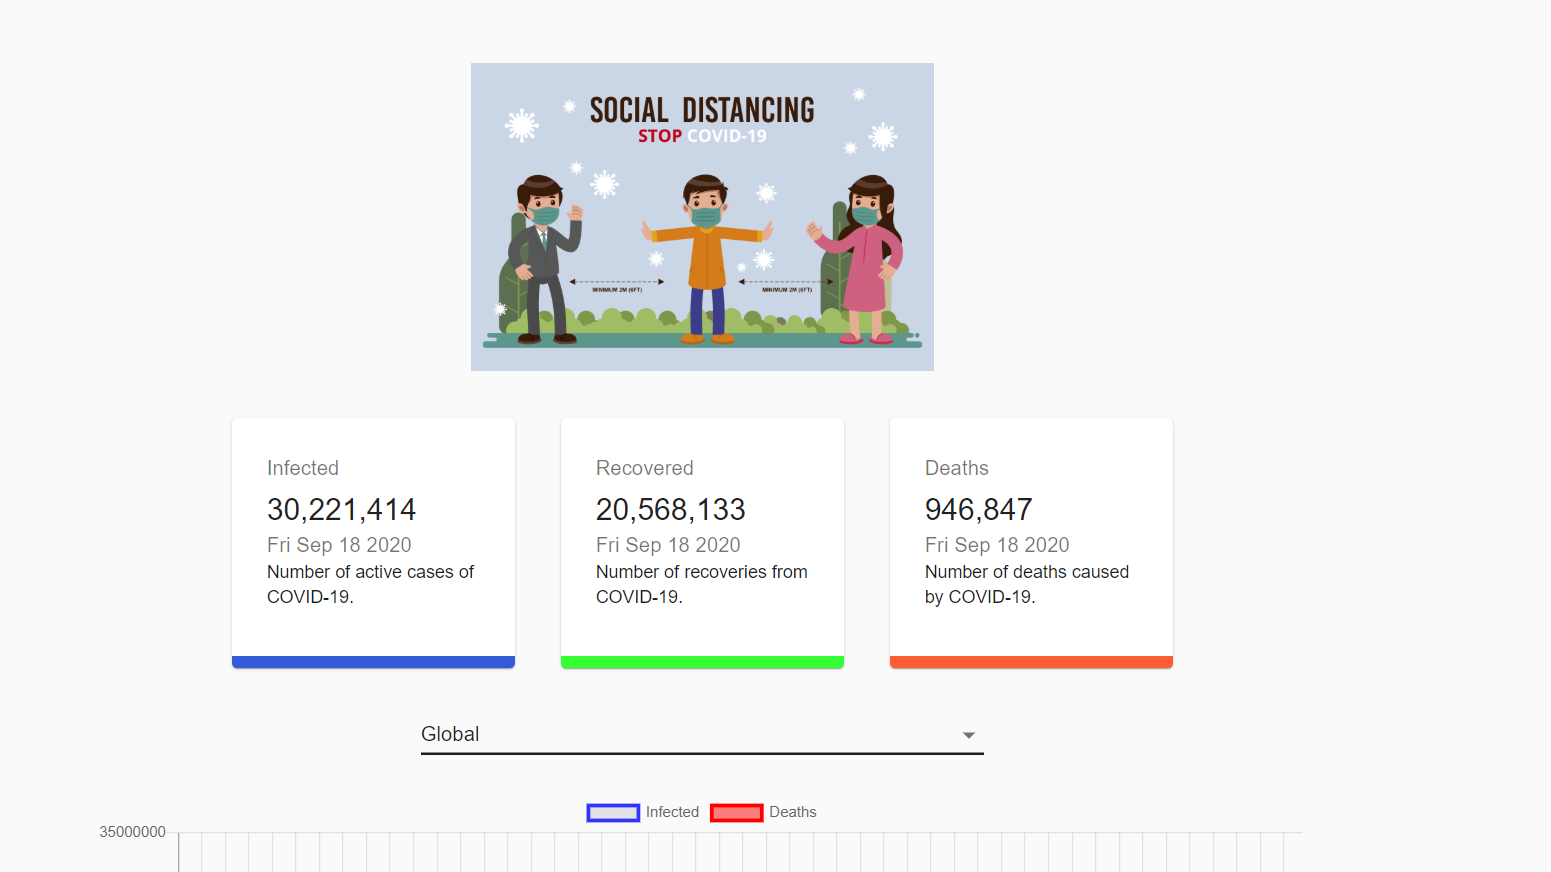 SOCIAL DISTANCING
STOP COVID-19
MINIMUM 2M (6FT)
MINIMUM 2M (6FT)
Infected
30,221,414
Fri Sep 18 2020
Number of active cases of
COVID-19.
Recovered
20,568,133
Fri Sep 18 2020
Number of recoveries from
COVID-19.
Deaths
946,847
Fri Sep 18 2020
Number of deaths caused
by COVID-19.
Global
Infected Deaths
35000000